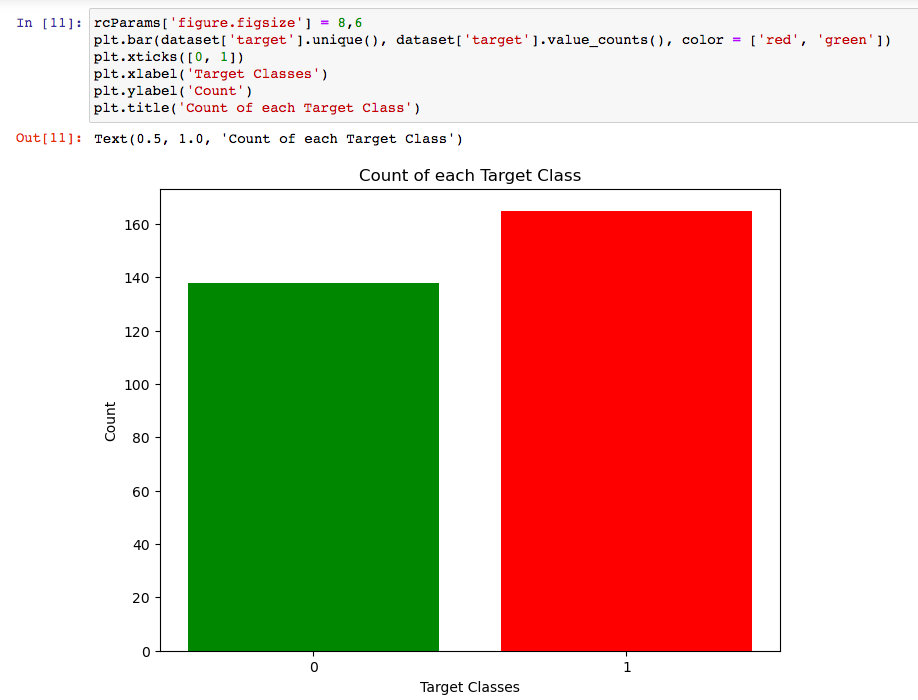 In [11]: rcParams['figure.figsize'] = 8,6
plt.bar(dataset['target'].unique(), dataset['target'].value_counts(), color = ['red', 'green'])
plt.xticks([0, 1])
plt.xlabel('Target Classes')
plt.ylabel('Count')
plt.title('Count of each Target Class')
Out[11]: Text(0.5, 1.0, 'Count of each Target Class')
Count of each Target Class
160
140
120
100
80
60
40
20
0
Count
0 1
Target Classes